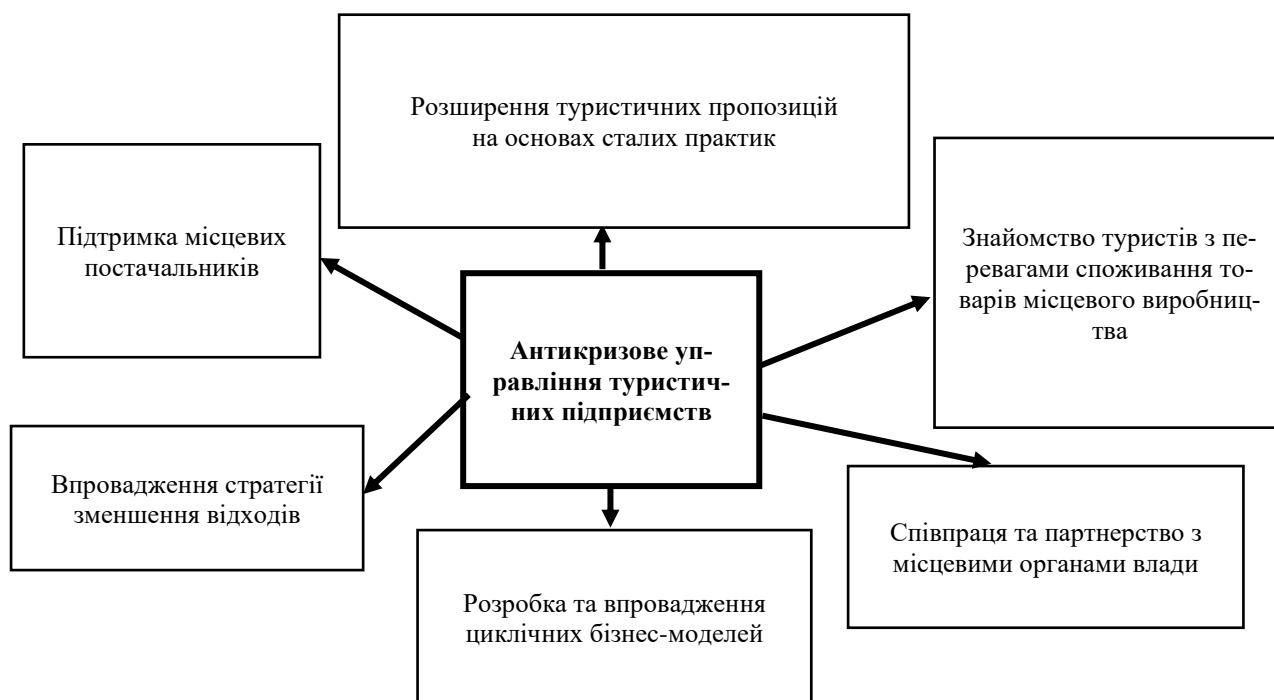 Розширення туристичних пропозицій
на основах сталих практик
Підтримка місцевих
постачальників
Знайомство туристів з пе-
ревагами споживання то-
варів місцевого виробниц-
тва
Антикризове уп-
равління туристич-
них підприємств
Впровадження стратегії
зменшення відходів
Співпраця та партнерство з
місцевими органами влади
Розробка та впровадження
циклічних бізнес-моделей